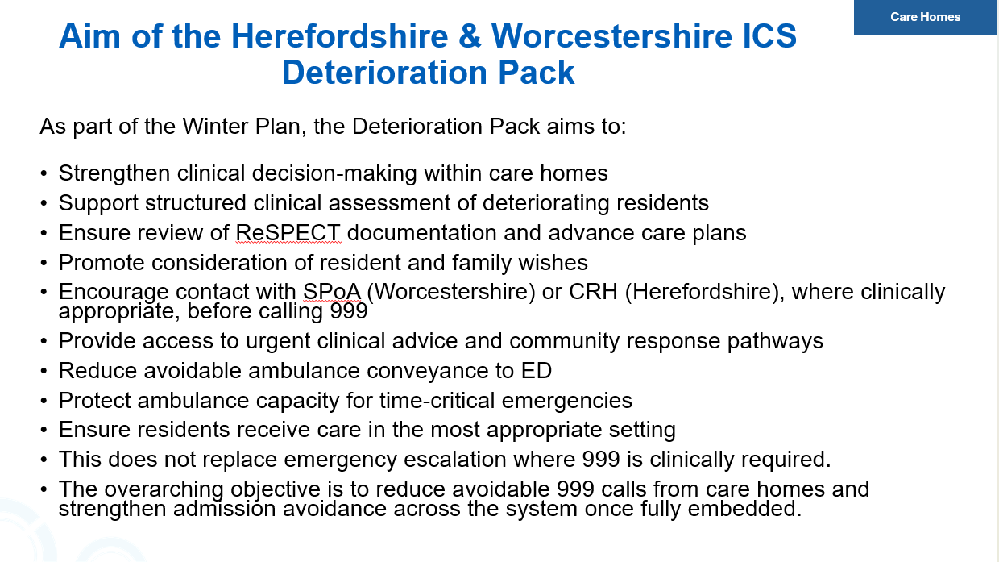 Care Homes
Aim of the Herefordshire & Worcestershire ICS
Deterioration Pack
As part of the Winter Plan, the Deterioration Pack aims to:
• Strengthen clinical decision-making within care homes
• Support structured clinical assessment of deteriorating residents
• Ensure review of ReSPECT documentation and advance care plans
• Promote consideration of resident and family wishes
• Encourage contact with SPoA (Worcestershire) or CRH (Herefordshire), where clinically
appropriate, before calling 999
• Provide access to urgent clinical advice and community response pathways
• Reduce avoidable ambulance conveyance to ED
• Protect ambulance capacity for time-critical emergencies
• Ensure residents receive care in the most appropriate setting
• This does not replace emergency escalation where 999 is clinically required.
• The overarching objective is to reduce avoidable 999 calls from care homes and
strengthen admission avoidance across the system once fully embedded.